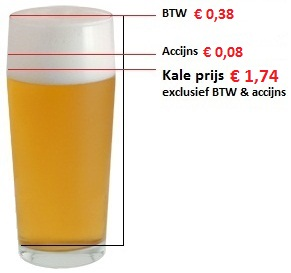 BTW € 0,38
Accijns € 0,08
Kale prijs € 1,74
exclusief BTW & accijns